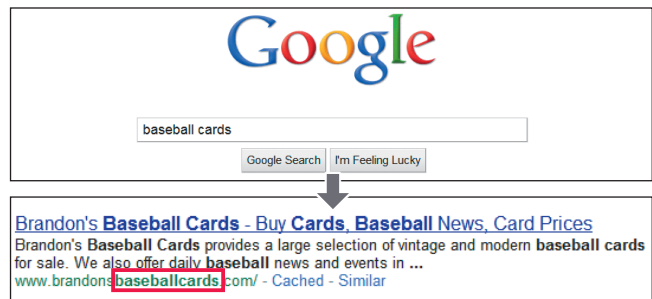 Google
baseball cards
Google Search I'm Feeling Lucky
Brandon's Baseball Cards - Buy Cards, Baseball News, Card Prices
Brandon's Baseball Cards provides a large selection of vintage and modern baseball cards
for sale. We also offer daily baseball news and events in ...
www.brandonsbaseballcards.com/ - Cached - Similar